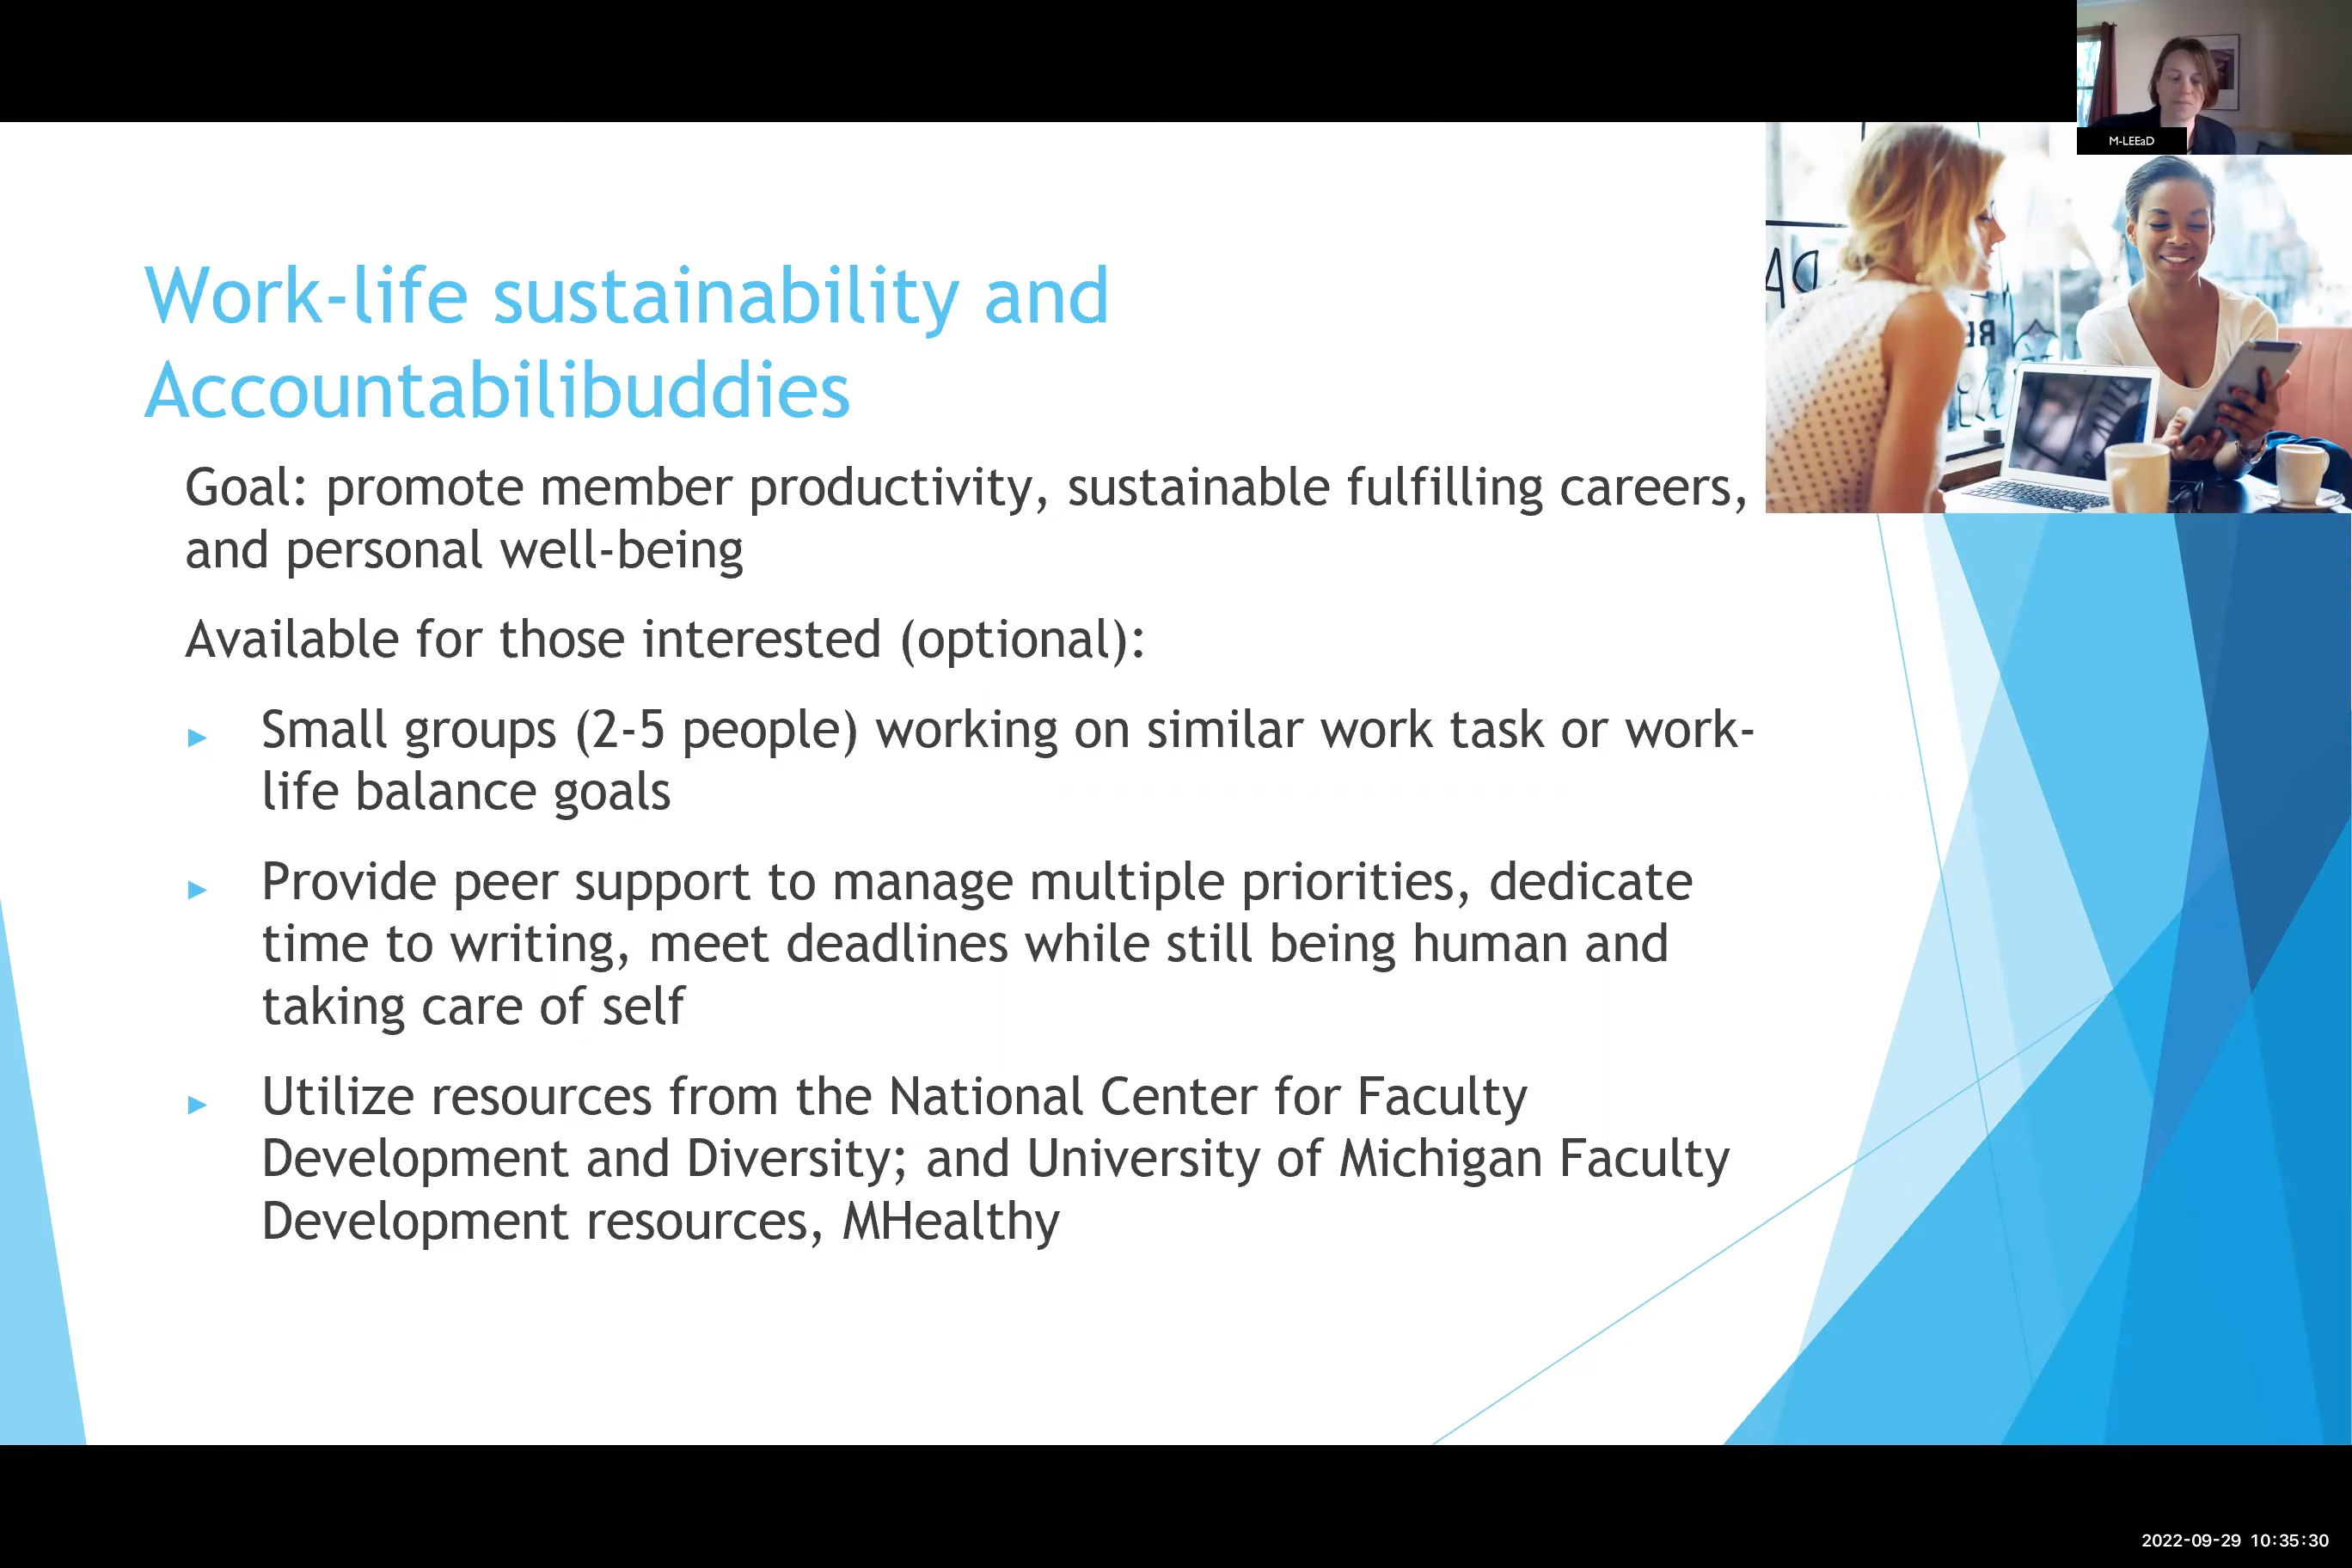 M-LEEaD
Work-life sustainability and
Accountabilibuddies
Goal: promote member productivity, sustainable fulfilling careers,
and personal well-being
Available for those interested (optional):
► Small groups (2-5 people) working on similar work task or work-
life balance goals
► Provide peer support to manage multiple priorities, dedicate
time to writing, meet deadlines while still being human and
taking care of self
► Utilize resources from the National Center for Faculty
Development and Diversity; and University of Michigan Faculty
Development resources, MHealthy
2022-09-29 10:35:30